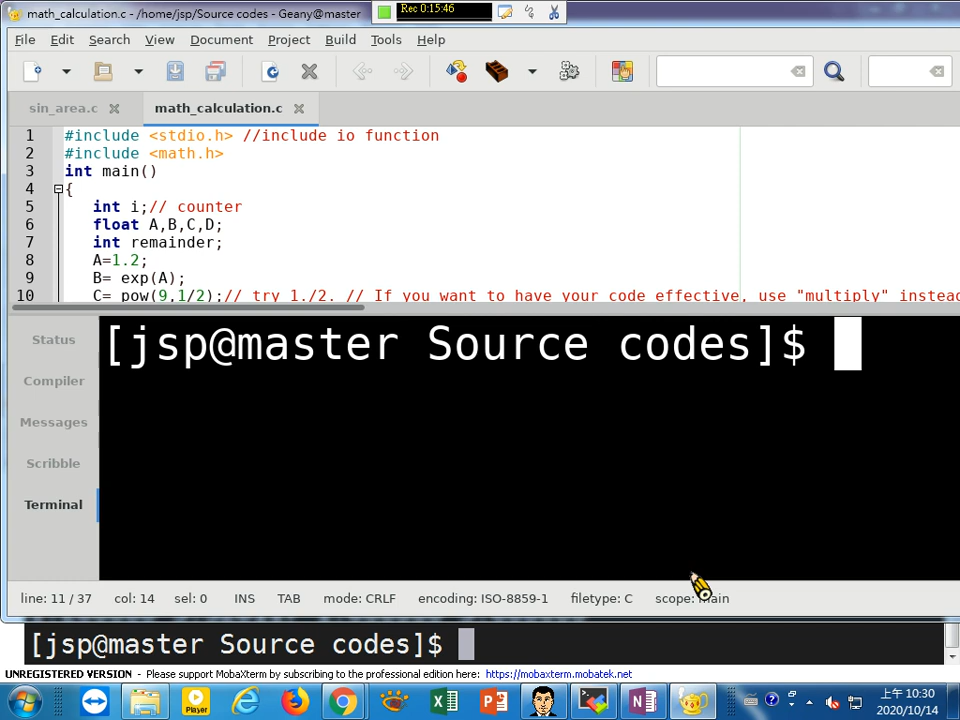 math_calculation.c - /home/jsp/Source codes - Geany@master
Rec 0:15:46
File Edit Search View Document Project Build Tools Help
sin_area.c math_calculation.c
1 #include <stdio.h> //include io function
2 #include <math.h>
3 int main()
4 {
5 int i;// counter
6 float A,B,C,D;
7 int remainder;
8 A=1.2;
9 B= exp(A);
10 C= pow(9,1/2);// try 1./2. // If you want to have your code effective, use "multiply" instead
Status
Compiler
Messages
Scribble
Terminal
[jsp@master Source codes]$
line: 11 / 37 col: 14 sel: 0 INS TAB mode: CRLF encoding: ISO-8859-1 filetype: C scope: main
[jsp@master Source codes]$
UNREGISTERED VERSION - Please support MobaXterm by subscribing to the professional edition here: https://mobaxterm.mobatek.net
Player
上午 10:30
2020/10/14